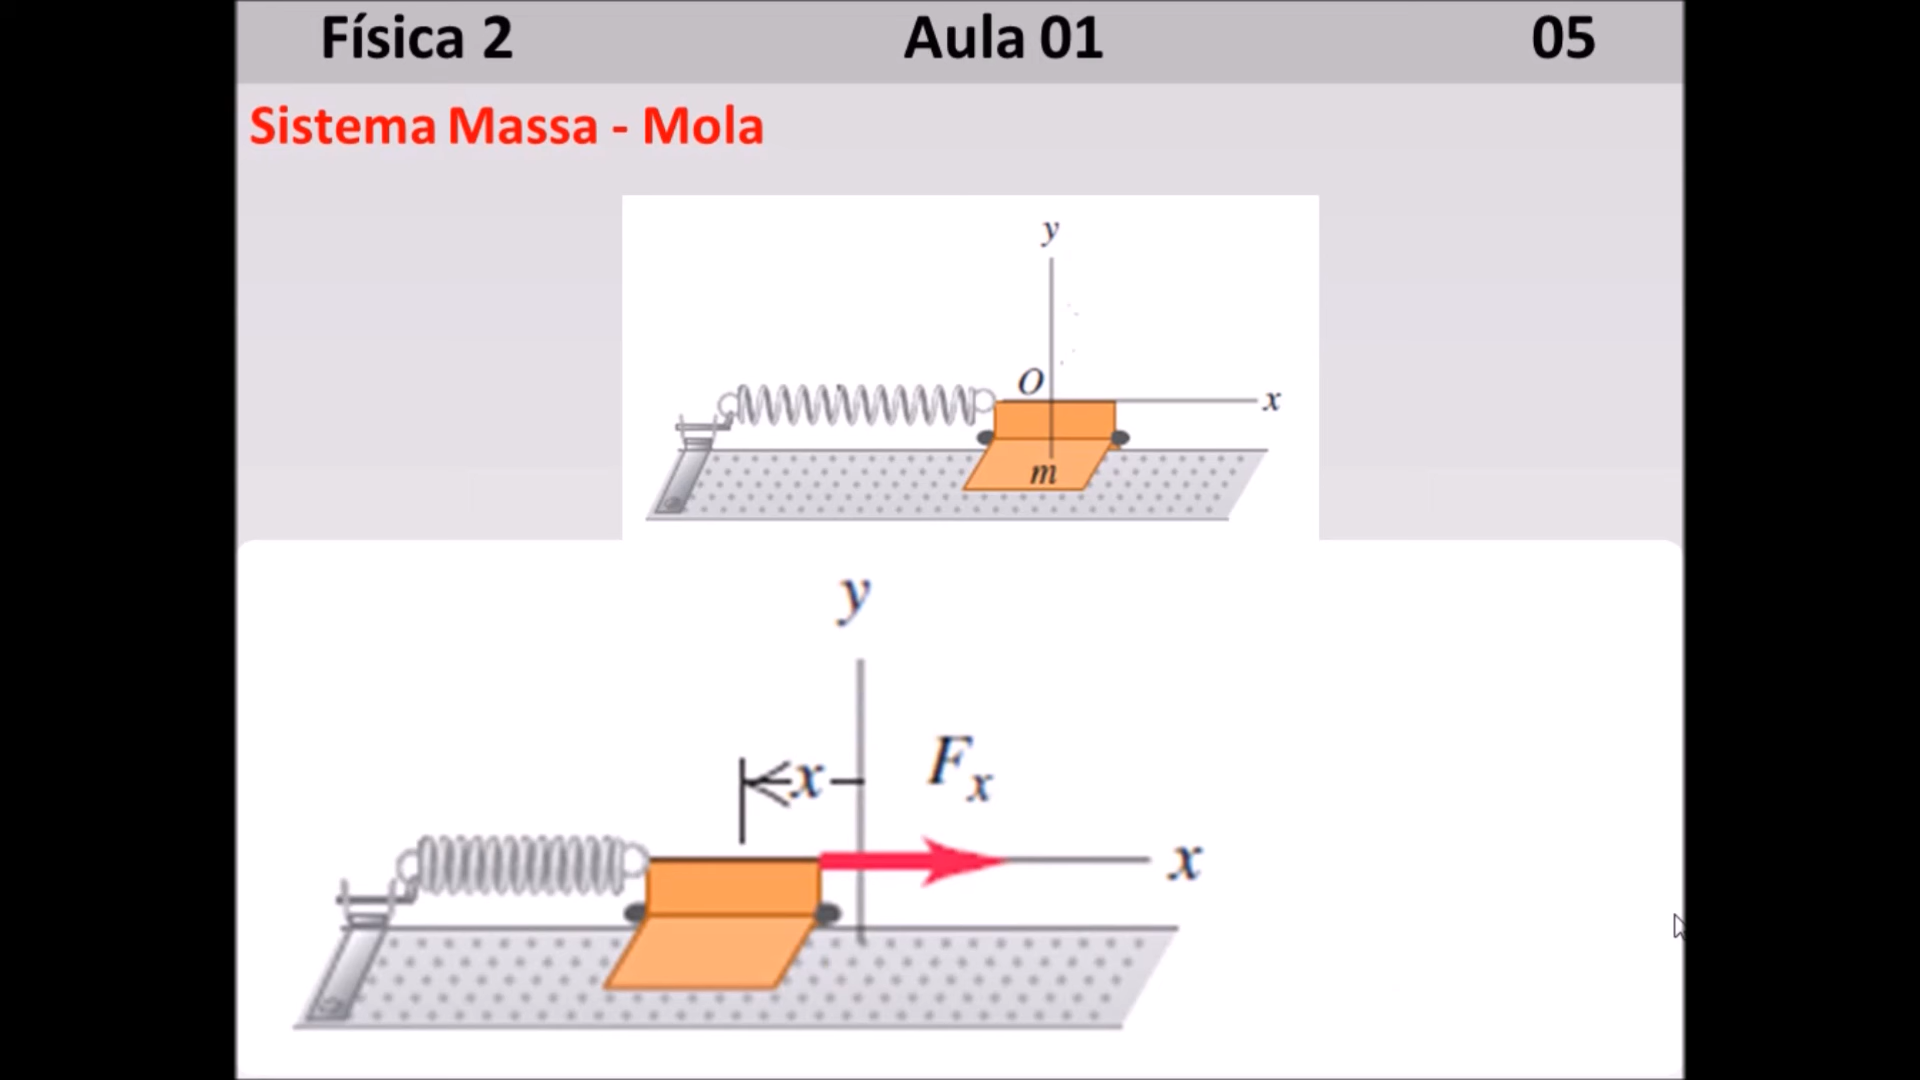 Física 2 Aula 01 05
Sistema Massa - Mola
y
O
x
m
y
x
Fx
x